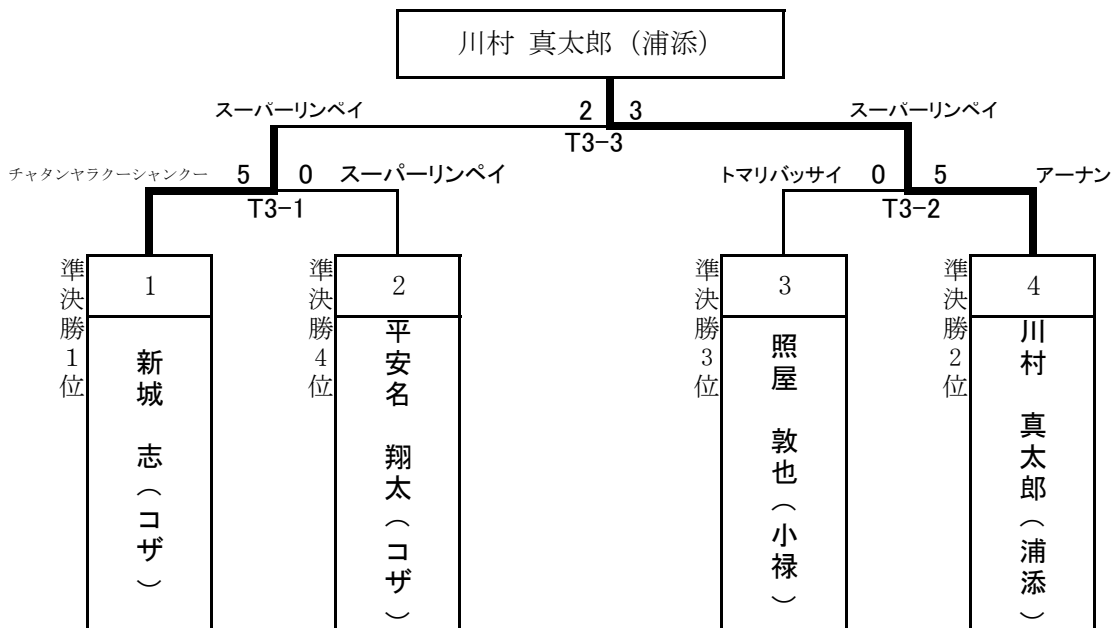 川村 真太郎（浦添）
スーパーリンペイ 2 3 スーパーリンペイ
T3-3
チャタンヤラクーシャンクー 5 0 スーパーリンペイ トマリバッサイ 0 5 アーナン
T3-1 T3-2
準決勝1位
1
新城 志（コザ）
準決勝4位
2
平安名 翔太（コザ）
準決勝3位
3
照屋 敦也（小禄）
準決勝2位
4
川村 真太郎（浦添）